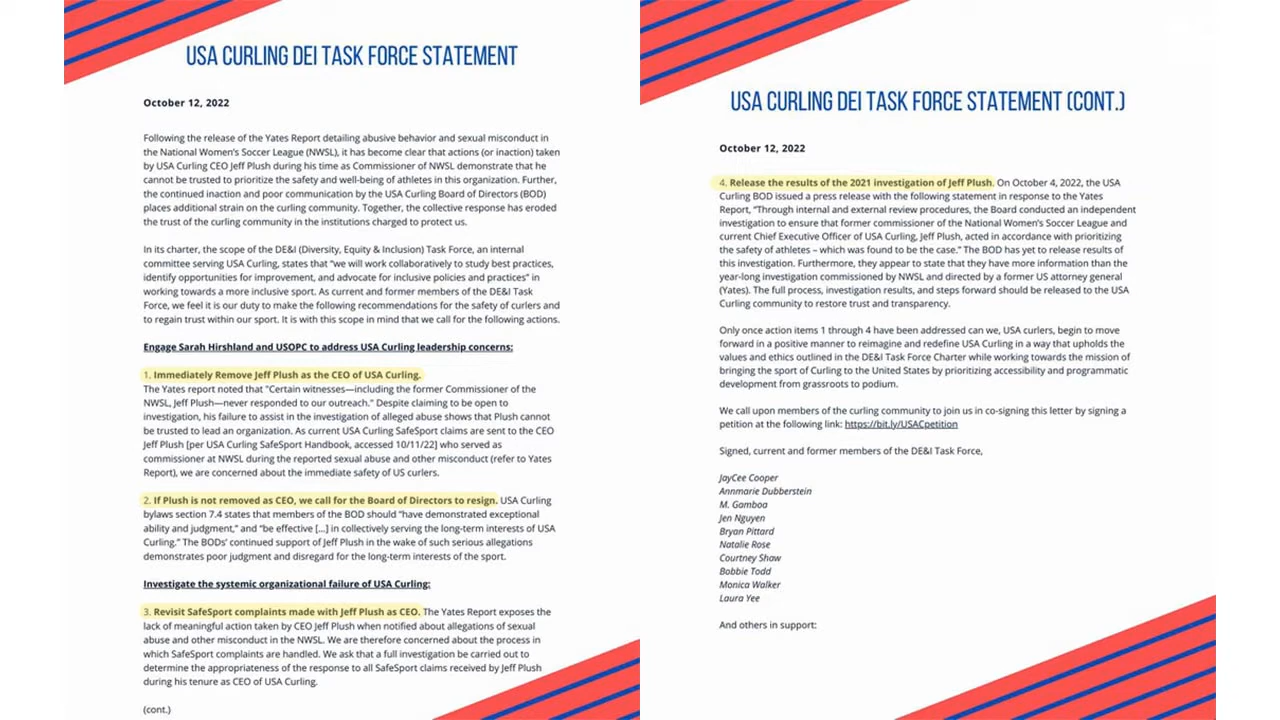 USA CURLING DEI TASK FORCE STATEMENT
October 12, 2022
Following the release of the Yates Report detailing abusive behavior and sexual misconduct in
the National Women's Soccer League (NWSL), it has become clear that actions (or inaction) taken
by USA Curling CEO Jeff Plush during his time as Commissioner of NWSL demonstrate that he
cannot be trusted to prioritize the safety and well-being of athletes in this organization. Further,
the continued inaction and poor communication by the USA Curling Board of Directors (BOD)
places additional strain on the curling community. Together, the collective response has eroded
the trust of the curling community in the institutions charged to protect us.
In its charter, the scope of the DE&I (Diversity, Equity & Inclusion) Task Force, an internal
committee serving USA Curling, states that "we will work collaboratively to study best practices,
identify opportunities for improvement, and advocate for inclusive policies and practices" in
working towards a more inclusive sport. As current and former members of the DE&I Task
Force, we feel it is our duty to make the following recommendations for the safety of curlers and
to regain trust within our sport. It is with this scope in mind that we call for the following actions.
Engage Sarah Hirshland and USOPC to address USA Curling leadership concerns:
1. Immediately Remove Jeff Plush as the CEO of USA Curling.
The Yates report noted that "Certain witnesses—including the former Commissioner of the
NWSL, Jeff Plush—never responded to our outreach." Despite claiming to be open to
investigation, his failure to assist in the investigation of alleged abuse shows that Plush cannot
be trusted to lead an organization. As current USA Curling SafeSport claims are sent to the CEO
Jeff Plush [per USA Curling SafeSport Handbook, accessed 10/11/22] who served as
commissioner at NWSL during the reported sexual abuse and other misconduct (refer to Yates
Report), we are concerned about the immediate safety of US curlers.
2. If Plush is not removed as CEO, we call for the Board of Directors to resign. USA Curling
bylaws section 7.4 states that members of the BOD should "have demonstrated exceptional
ability and judgment," and "be effective [...] in collectively serving the long-term interests of USA
Curling." The BODs' continued support of Jeff Plush in the wake of such serious allegations
demonstrates poor judgment and disregard for the long-term interests of the sport.
Investigate the systemic organizational failure of USA Curling:
3. Revisit SafeSport complaints made with Jeff Plush as CEO. The Yates Report exposes the
lack of meaningful action taken by CEO Jeff Plush when notified about allegations of sexual
abuse and other misconduct in the NWSL. We are therefore concerned about the process in
which SafeSport complaints are handled. We ask that a full investigation be carried out to
determine the appropriateness of the response to all SafeSport claims received by Jeff Plush
during his tenure as CEO of USA Curling.
(cont.)
USA CURLING DEI TASK FORCE STATEMENT (CONT.)
October 12, 2022
4. Release the results of the 2021 investigation of Jeff Plush. On October 4, 2022, the USA
Curling BOD issued a press release with the following statement in response to the Yates
Report, "Through internal and external review procedures, the Board conducted an independent
investigation to ensure that former commissioner of the National Women's Soccer League and
current Chief Executive Officer of USA Curling, Jeff Plush, acted in accordance with prioritizing
the safety of athletes – which was found to be the case." The BOD has yet to release results of
this investigation. Furthermore, they appear to state that they have more information than the
year-long investigation commissioned by NWSL and directed by a former US attorney general
(Yates). The full process, investigation results, and steps forward should be released to the USA
Curling community to restore trust and transparency.
Only once action items 1 through 4 have been addressed can we, USA curlers, begin to move
forward in a positive manner to reimagine and redefine USA Curling in a way that upholds the
values and ethics outlined in the DE&I Task Force Charter while working towards the mission of
bringing the sport of Curling to the United States by prioritizing accessibility and programmatic
development from grassroots to podium.
We call upon members of the curling community to join us in co-signing this letter by signing a
petition at the following link: https://bit.ly/USACpetition
Signed, current and former members of the DE&I Task Force,
JayCee Cooper
Annmarie Dubberstein
M. Gamboa
Jen Nguyen
Bryan Pittard
Natalie Rose
Courtney Shaw
Bobbie Todd
Monica Walker
Laura Yee
And others in support: